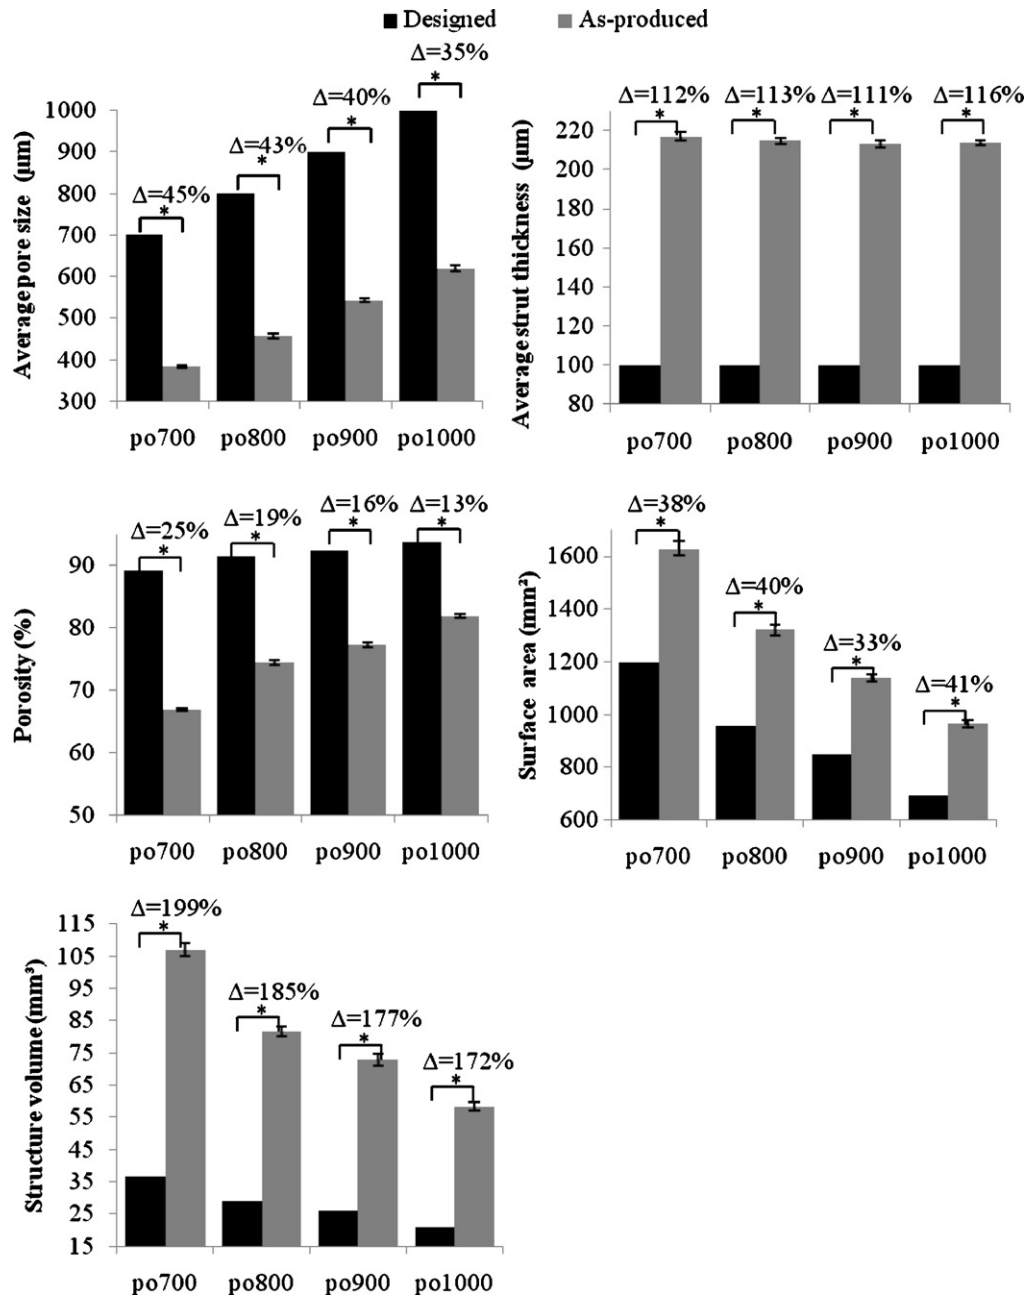 Designed As-produced
Average pore size (μm)
1000
900
800
700
600
500
400
300
Δ=45%
*
Δ=43%
*
Δ=40%
*
Δ=35%
*
po700 po800 po900 po1000
Average strut thickness (μm)
220
200
180
160
140
120
100
80
Δ=112%
*
Δ=113%
*
Δ=111%
*
Δ=116%
*
po700 po800 po900 po1000
Porosity (%)
90
80
70
60
50
Δ=25%
*
Δ=19%
*
Δ=16%
*
Δ=13%
*
po700 po800 po900 po1000
Surface area (mm²)
1600
1400
1200
1000
800
600
Δ=38%
*
Δ=40%
*
Δ=33%
*
Δ=41%
*
po700 po800 po900 po1000
Structure volume (mm³)
115
105
95
85
75
65
55
45
35
25
15
Δ=199%
*
Δ=185%
*
Δ=177%
*
Δ=172%
*
po700 po800 po900 po1000